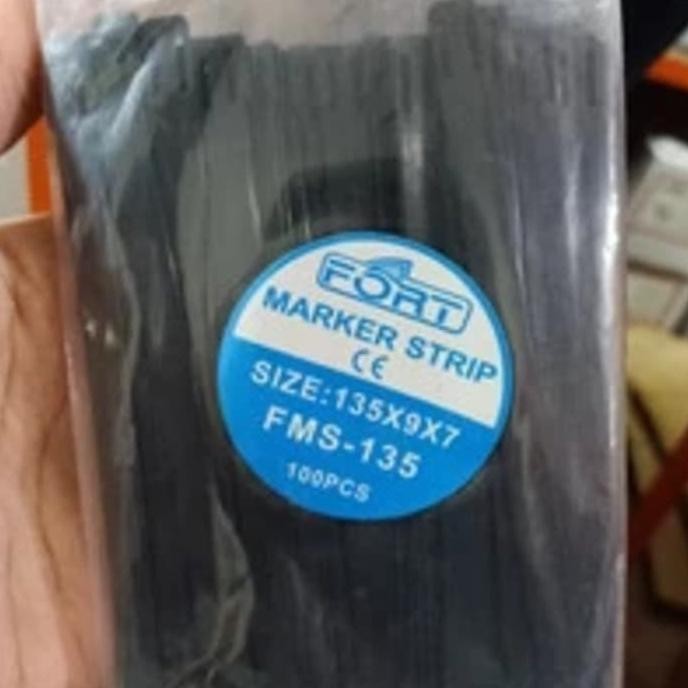 FORT
MARKER STRIP
CE
SIZE:135X9X7
FMS-135
100PCS